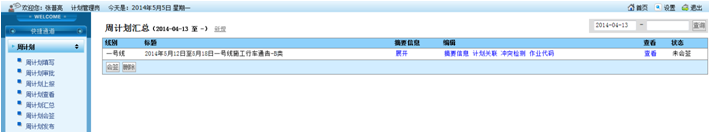 欢迎您：张晋亮 计划管理员 今天是：2014年5月5日 星期一
首页 设置 退出
WELCOME
快捷通道
周计划
周计划填写
周计划审批
周计划上报
周计划查看
周计划汇总
周计划会签
周计划发布
周计划汇总 (2014-04-13 至 -)
2014-04-13 - 查询
线别 标题 摘要信息 编辑 查看 状态
一号线 2014年5月12日至5月18日一号线施工行车通告-B类 展开 摘要信息 计划关联 冲突检测 作业代码 查看 未会签
会签 删除